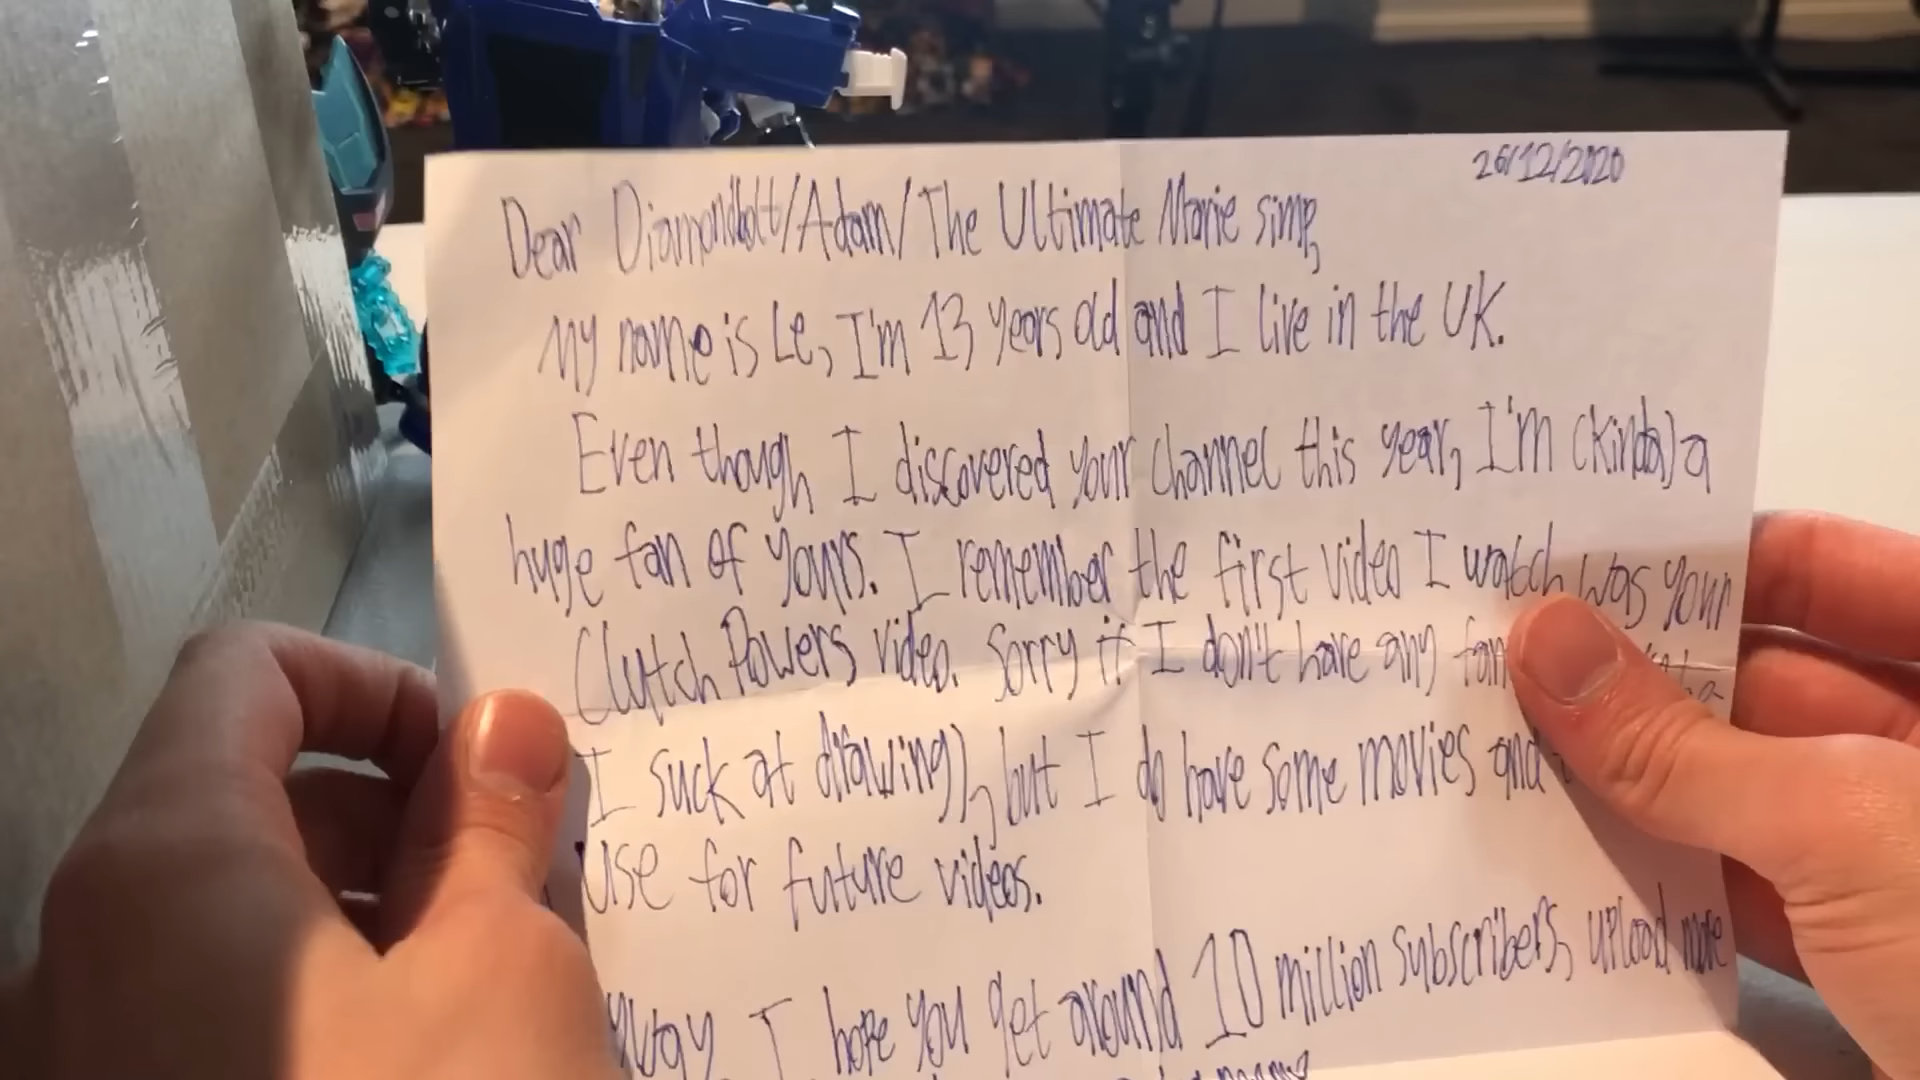 26/12/2020
Dear Diamondbolt/Adam/The Ultimate Marie simp,
My name is Le, I'm 13 years old and I live in the UK.
Even though I discovered your channel this year, I'm (kinda) a
huge fan of yours. I remember the first video I watch was your
Clutch Powers video. Sorry if I don't have any fan
I suck at drawing), but I do have some movies and
use for future videos.
I hope you get around 10 million subscribers, upload more